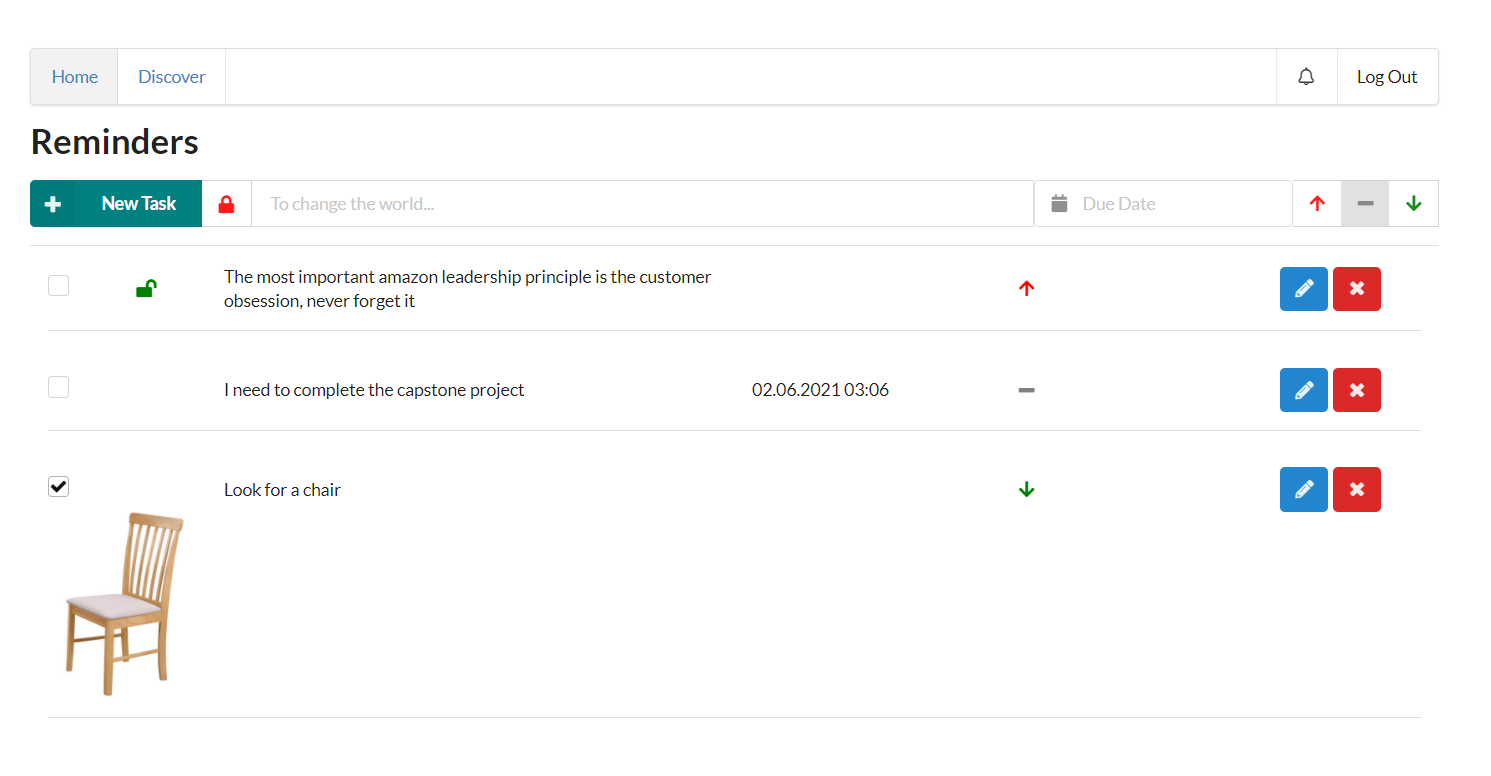 Home Discover Log Out
Reminders
New Task To change the world... Due Date
The most important amazon leadership principle is the customer
obsession, never forget it
I need to complete the capstone project 02.06.2021 03:06
Look for a chair